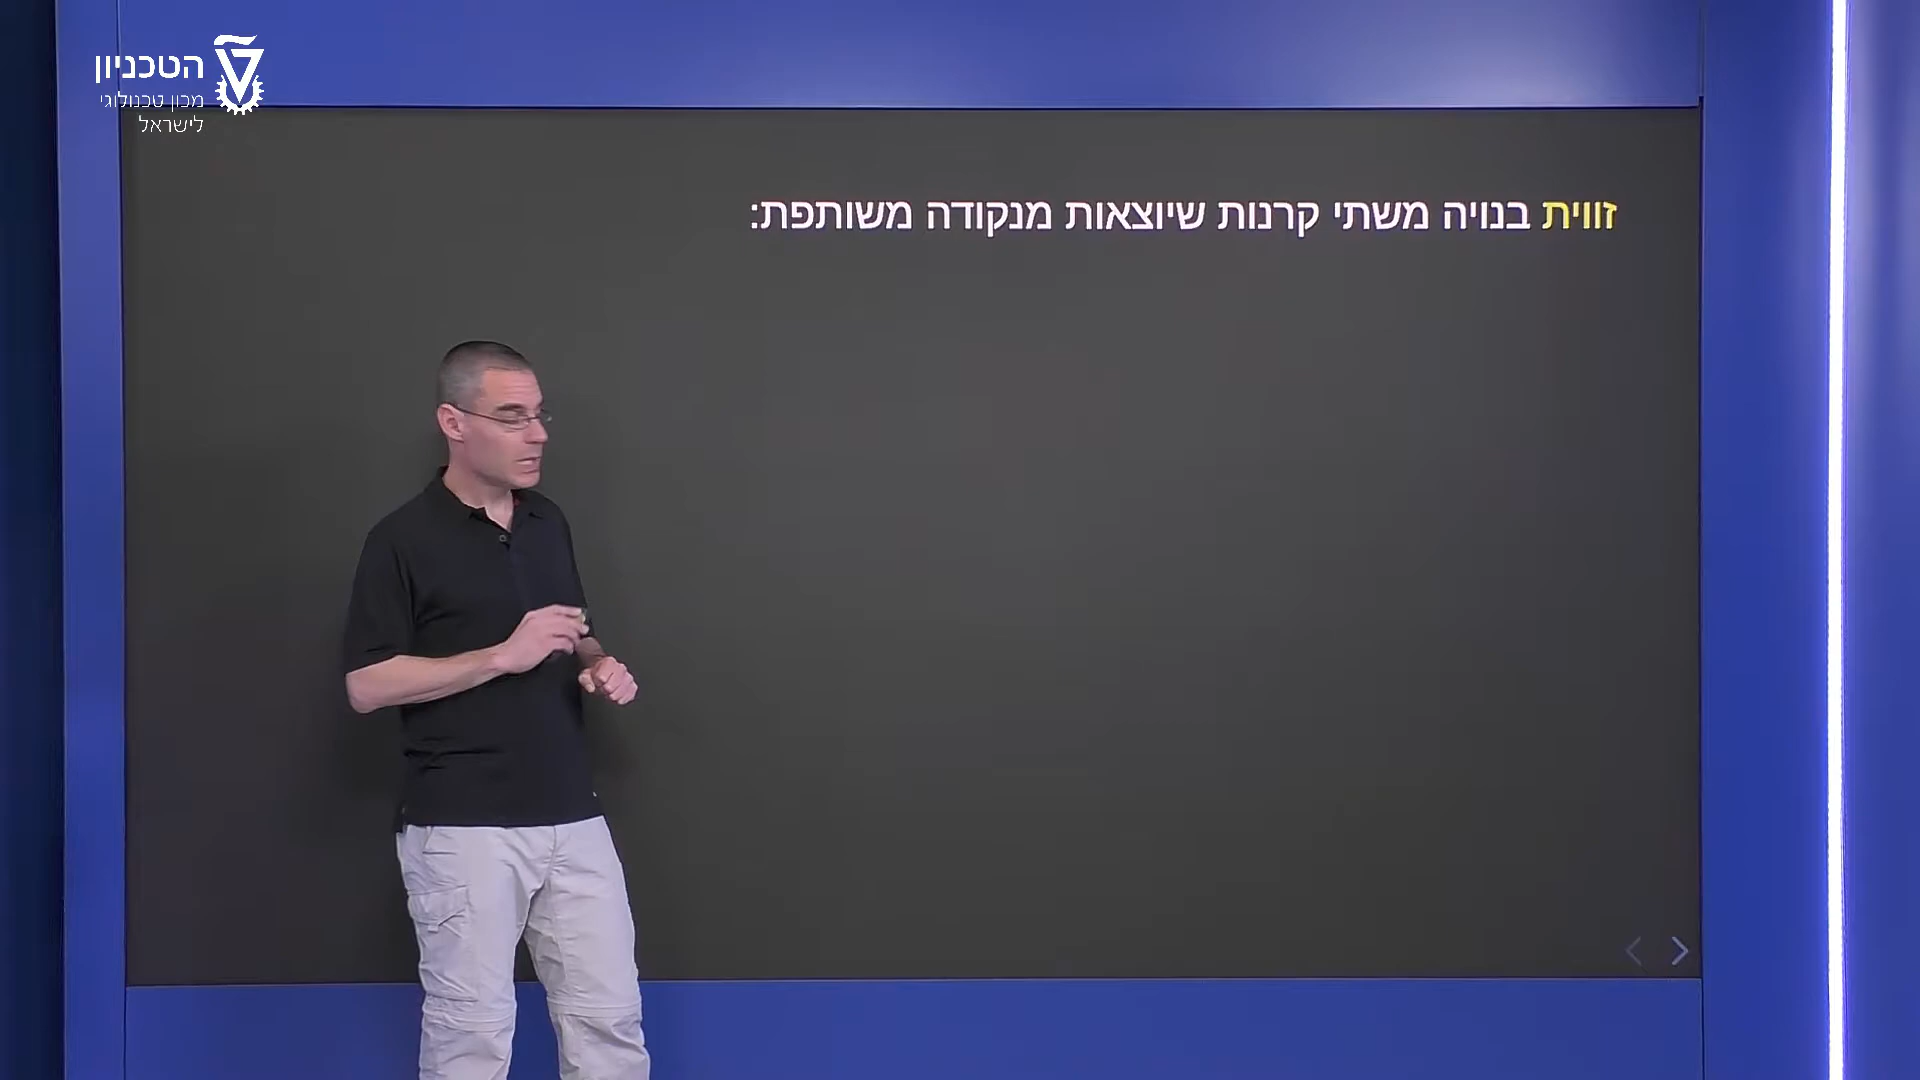 הטכניון
מכון טכנולוגי
לישראל
זווית בנויה משתי קרנות שיוצאות מנקודה משותפת: